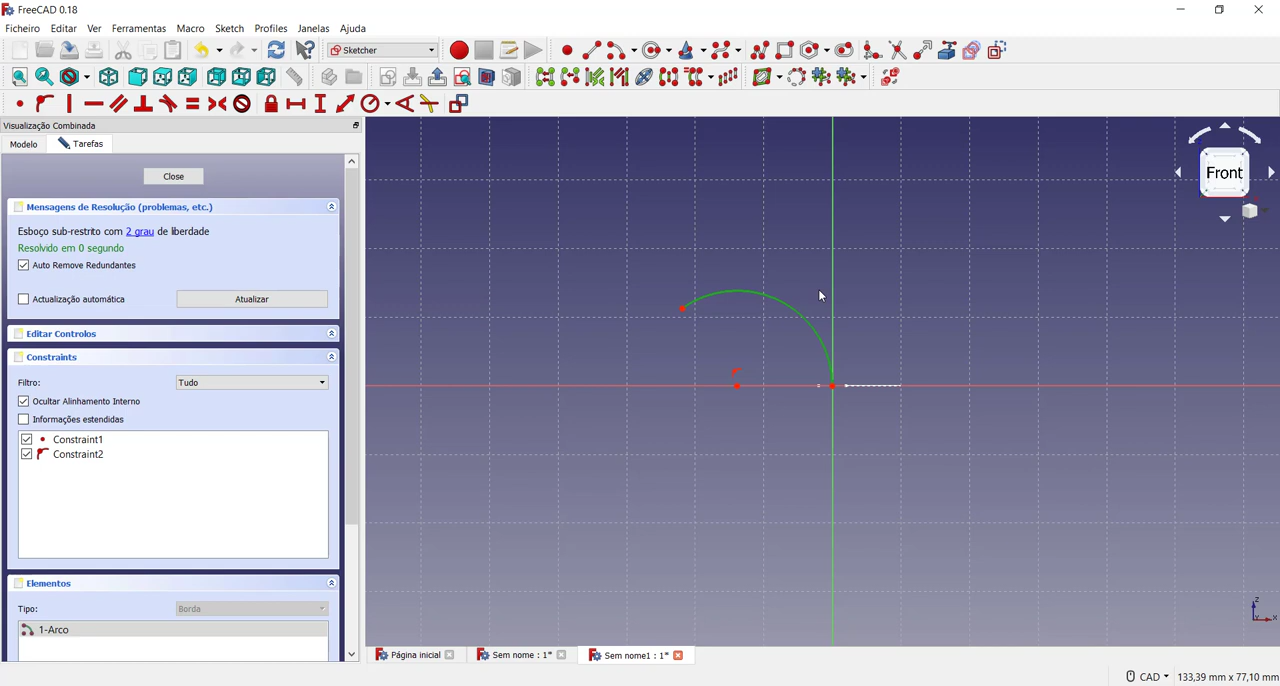 FreeCAD 0.18
Ficheiro Editar Ver Ferramentas Macro Sketch Profiles Janelas Ajuda
Sketcher
Visualização Combinada
Modelo Tarefas
Close
Mensagens de Resolução (problemas, etc.)
Esboço sub-restrito com 2 grau de liberdade
Resolvido em 0 segundo
Auto Remove Redundantes
Actualização automática Atualizar
Editar Controlos
Constraints
Filtro: Tudo
Ocultar Alinhamento Interno
Informações estendidas
Constraint1
Constraint2
Elementos
Tipo: Borda
1-Arco
Front
z
x
Página inicial Sem nome : 1* Sem nome1 : 1*
CAD 133,39 mm x 77,10 mm